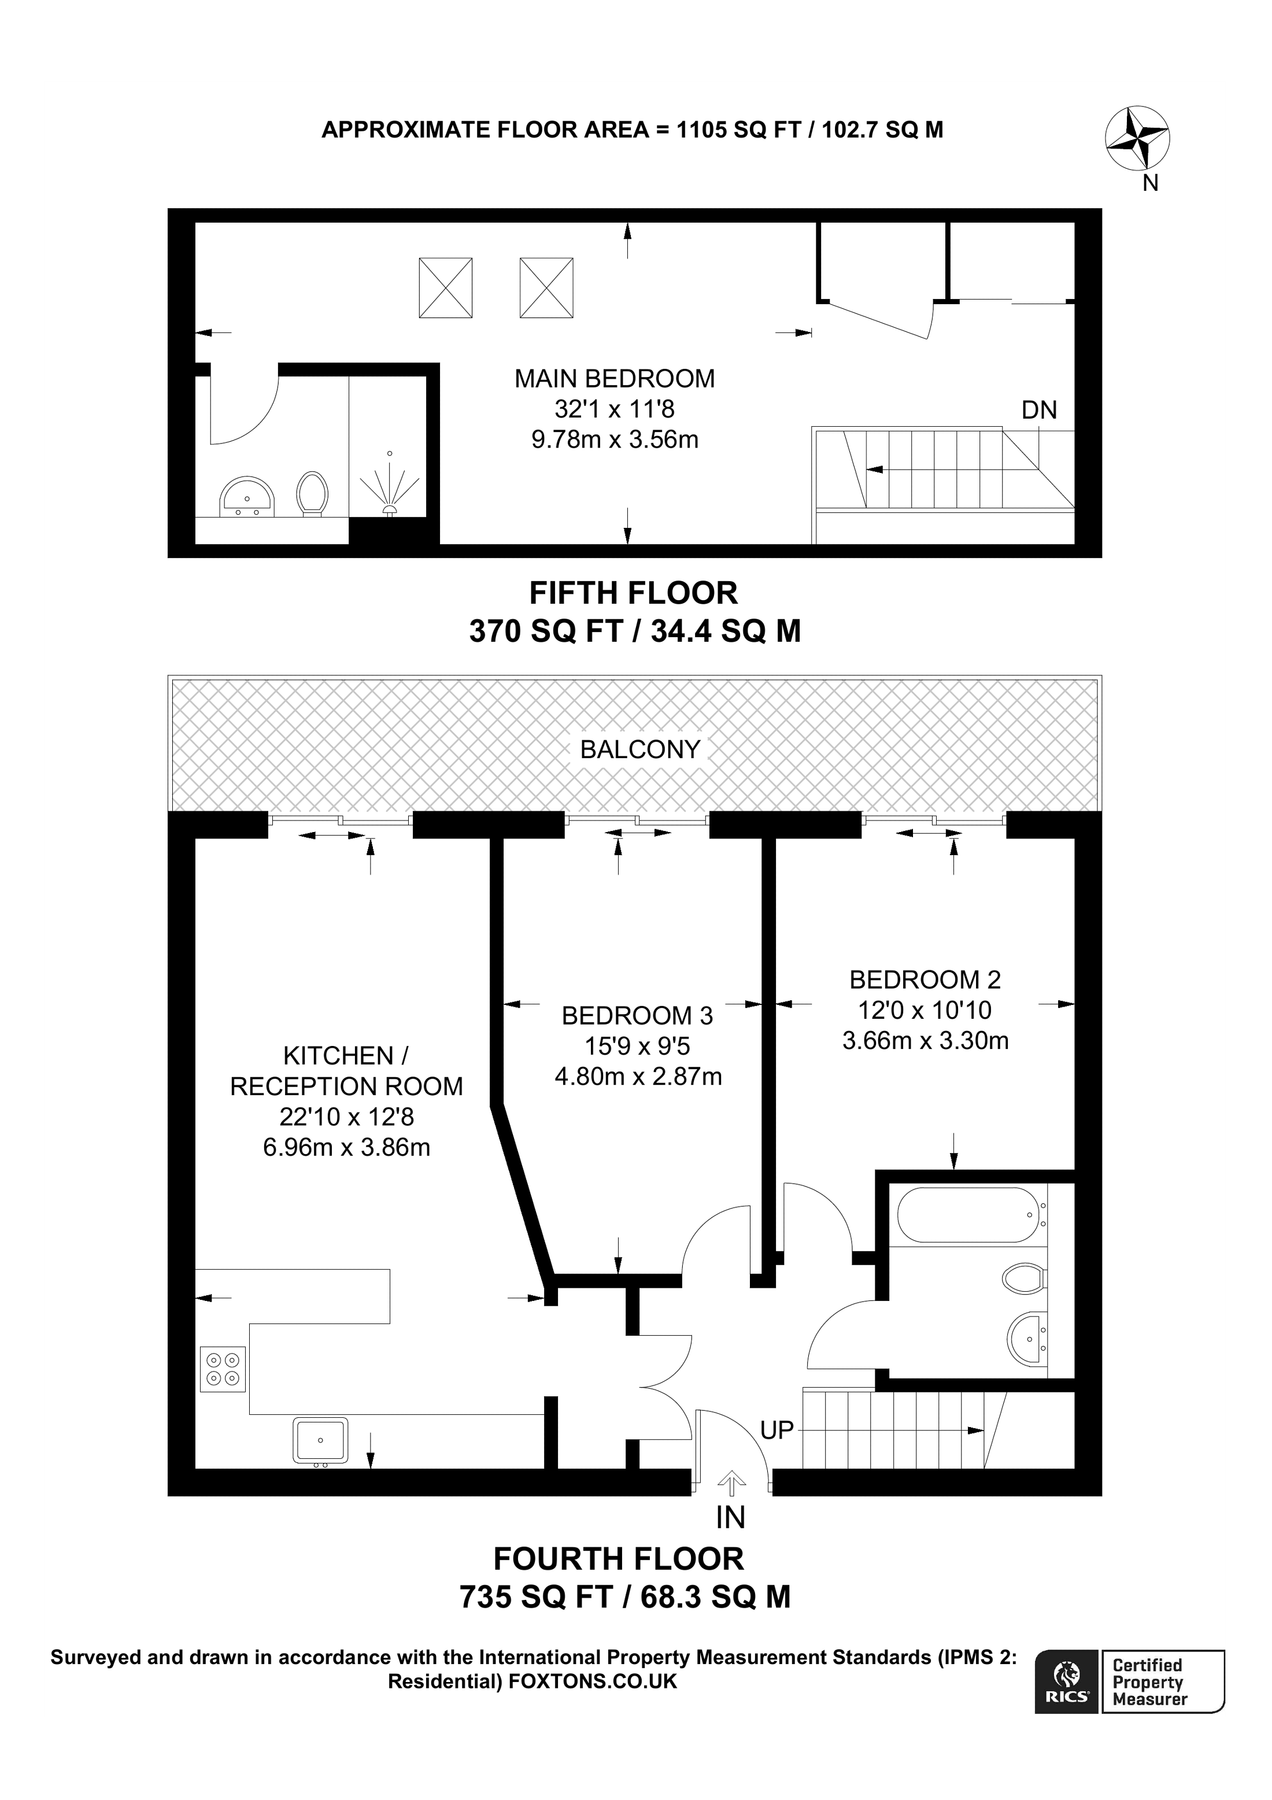 APPROXIMATE FLOOR AREA = 1105 SQ FT / 102.7 SQ M
N
MAIN BEDROOM
32'1 x 11'8
9.78m x 3.56m
DN
FIFTH FLOOR
370 SQ FT / 34.4 SQ M
BALCONY
BEDROOM 2
12'0 x 10'10
3.66m x 3.30m
BEDROOM 3
15'9 x 9'5
4.80m x 2.87m
KITCHEN /
RECEPTION ROOM
22'10 x 12'8
6.96m x 3.86m
UP
IN
FOURTH FLOOR
735 SQ FT / 68.3 SQ M
Surveyed and drawn in accordance with the International Property Measurement Standards (IPMS 2:
Residential) FOXTONS.CO.UK
RICS
Certified
Property
Measurer